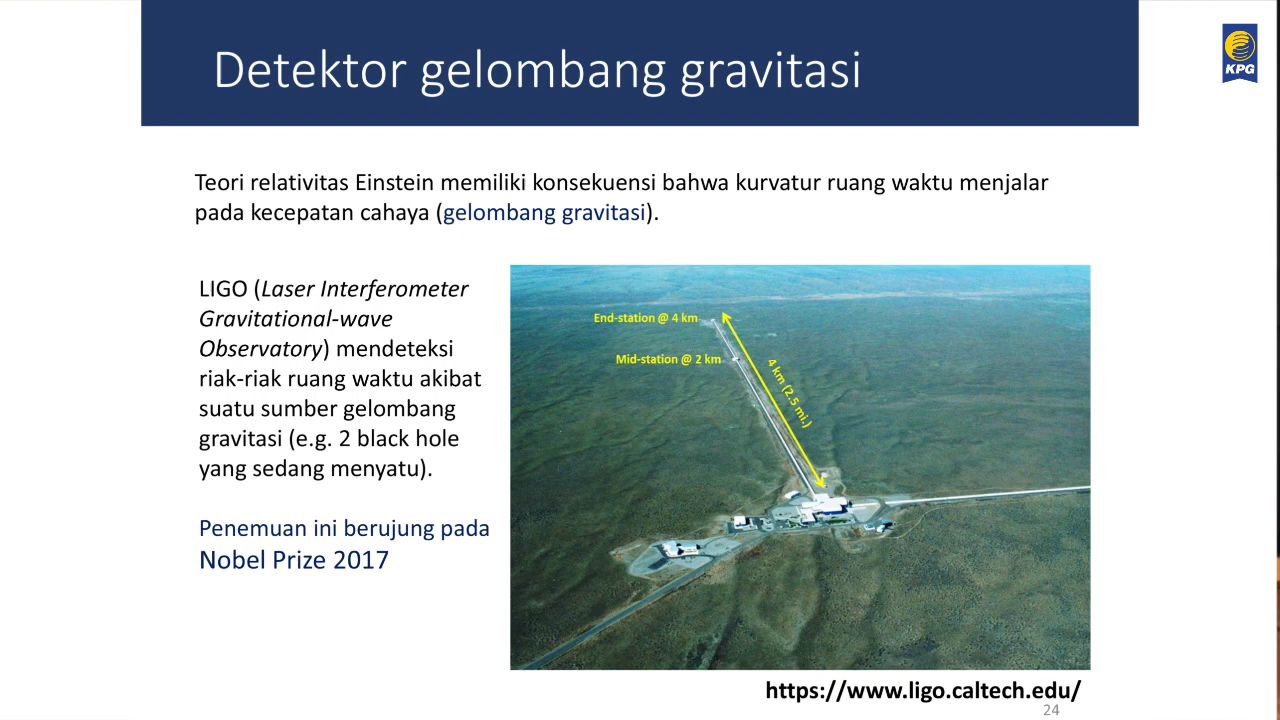 Detektor gelombang gravitasi
KPG
Teori relativitas Einstein memiliki konsekuensi bahwa kurvatur ruang waktu menjalar
pada kecepatan cahaya (gelombang gravitasi).
LIGO (Laser Interferometer
Gravitational-wave
Observatory) mendeteksi
riak-riak ruang waktu akibat
suatu sumber gelombang
gravitasi (e.g. 2 black hole
yang sedang menyatu).
Penemuan ini berujung pada
Nobel Prize 2017
End-station @ 4 km
Mid-station @ 2 km
4 km (2.5 mi.)
https://www.ligo.caltech.edu/
24